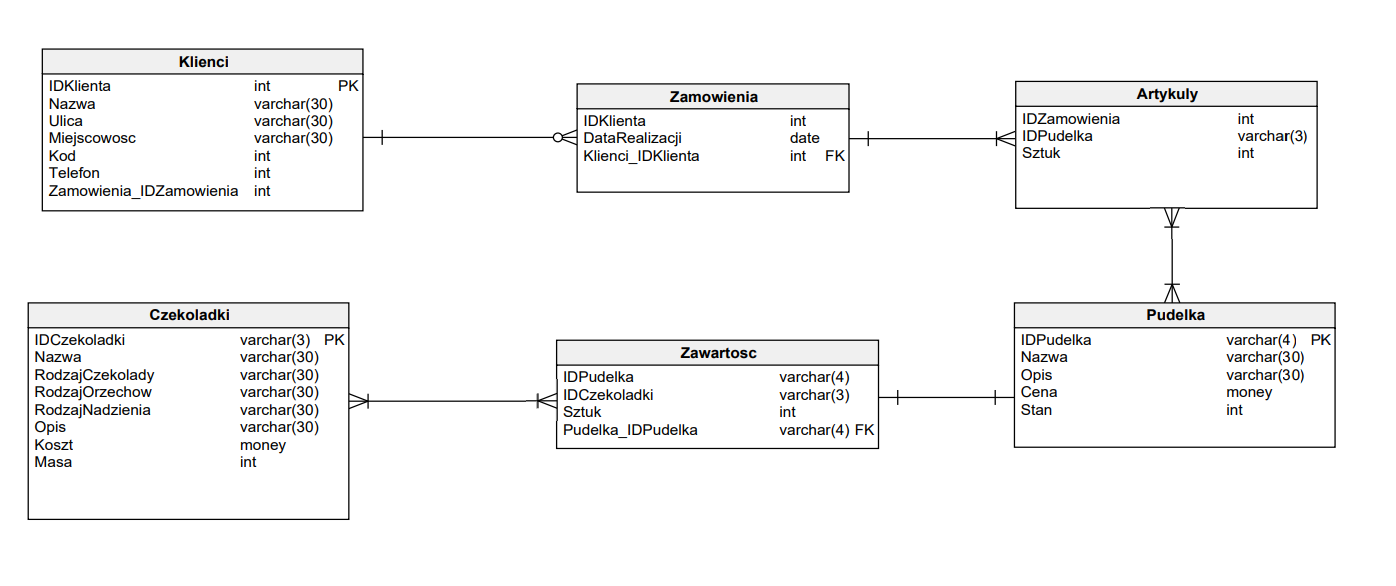 Klienci
IDKlienta int PK
Nazwa varchar(30)
Ulica varchar(30)
Miejscowosc varchar(30)
Kod int
Telefon int
Zamowienia_IDZamowienia int
Zamowienia
IDKlienta int
DataRealizacji date
Klienci_IDKlienta int FK
Artykuly
IDZamowienia int
IDPudelka varchar(3)
Sztuk int
Czekoladki
IDCzekoladki varchar(3) PK
Nazwa varchar(30)
RodzajCzekolady varchar(30)
RodzajOrzechow varchar(30)
RodzajNadzienia varchar(30)
Opis varchar(30)
Koszt money
Masa int
Zawartosc
IDPudelka varchar(4)
IDCzekoladki varchar(3)
Sztuk int
Pudelka_IDPudelka varchar(4) FK
Pudelka
IDPudelka varchar(4) PK
Nazwa varchar(30)
Opis varchar(30)
Cena money
Stan int